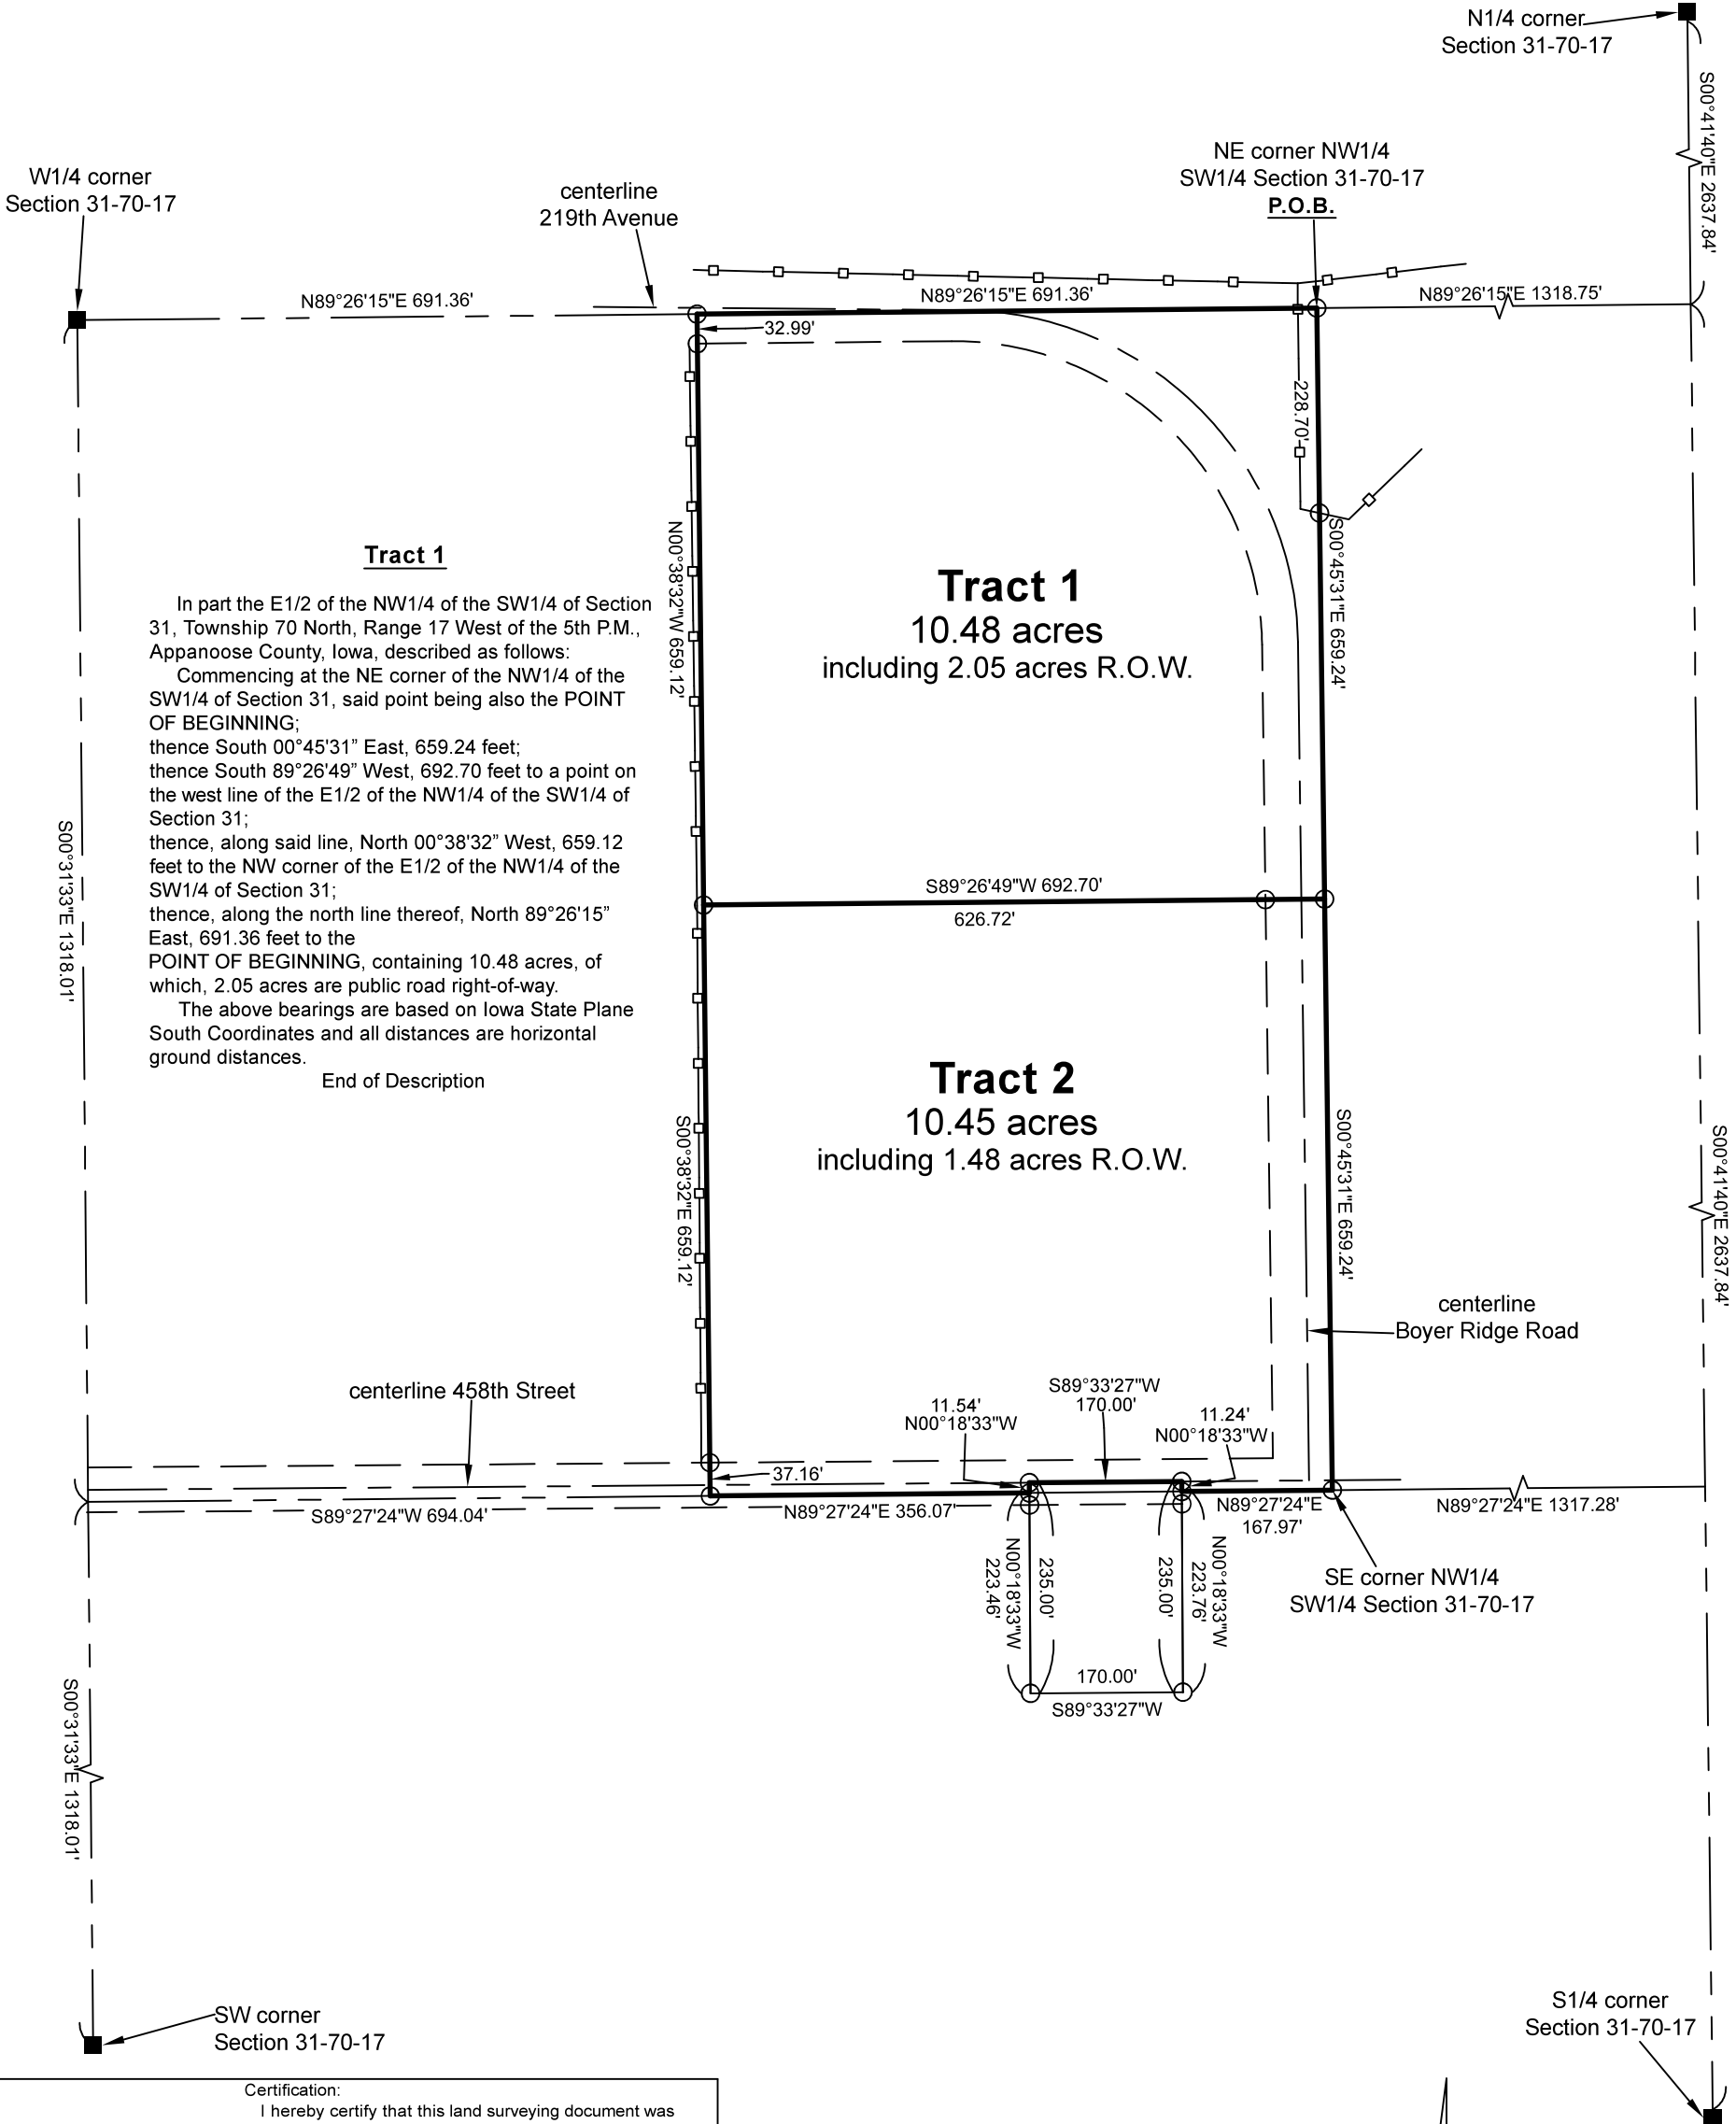 N1/4 corner
Section 31-70-17
S00°41'40"E 2637.84'
NE corner NW1/4
SW1/4 Section 31-70-17
P.O.B.
W1/4 corner
Section 31-70-17
centerline
219th Avenue
N89°26'15"E 691.36'
N89°26'15"E 691.36'
N89°26'15"E 1318.75'
32.99'
228.70'
N00°38'32"W 659.12'
S00°45'31"E 659.24'
Tract 1
In part the E1/2 of the NW1/4 of the SW1/4 of Section
31, Township 70 North, Range 17 West of the 5th P.M.,
Appanoose County, Iowa, described as follows:
Commencing at the NE corner of the NW1/4 of the
SW1/4 of Section 31, said point being also the POINT
OF BEGINNING;
thence South 00°45'31” East, 659.24 feet;
thence South 89°26'49” West, 692.70 feet to a point on
the west line of the E1/2 of the NW1/4 of the SW1/4 of
Section 31;
thence, along said line, North 00°38'32” West, 659.12
feet to the NW corner of the E1/2 of the NW1/4 of the
SW1/4 of Section 31;
thence, along the north line thereof, North 89°26'15”
East, 691.36 feet to the
POINT OF BEGINNING, containing 10.48 acres, of
which, 2.05 acres are public road right-of-way.
The above bearings are based on Iowa State Plane
South Coordinates and all distances are horizontal
ground distances.
End of Description
Tract 1
10.48 acres
including 2.05 acres R.O.W.
S00°31'33"E 1318.01'
S89°26'49"W 692.70'
626.72'
Tract 2
10.45 acres
including 1.48 acres R.O.W.
S00°38'32"E 659.12'
S00°45'31"E 659.24'
S00°41'40"E 2637.84'
centerline
Boyer Ridge Road
centerline 458th Street
11.54'
N00°18'33"W
S89°33'27"W
170.00'
11.24'
N00°18'33"W
37.16'
S89°27'24"W 694.04'
N89°27'24"E 356.07'
N89°27'24"E
167.97'
N89°27'24"E 1317.28'
N00°18'33"W
223.46'
235.00'
235.00'
N00°18'33"W
223.76'
SE corner NW1/4
SW1/4 Section 31-70-17
170.00'
S89°33'27"W
S00°31'33"E 1318.01'
SW corner
Section 31-70-17
S1/4 corner
Section 31-70-17
Certification:
I hereby certify that this land surveying document was